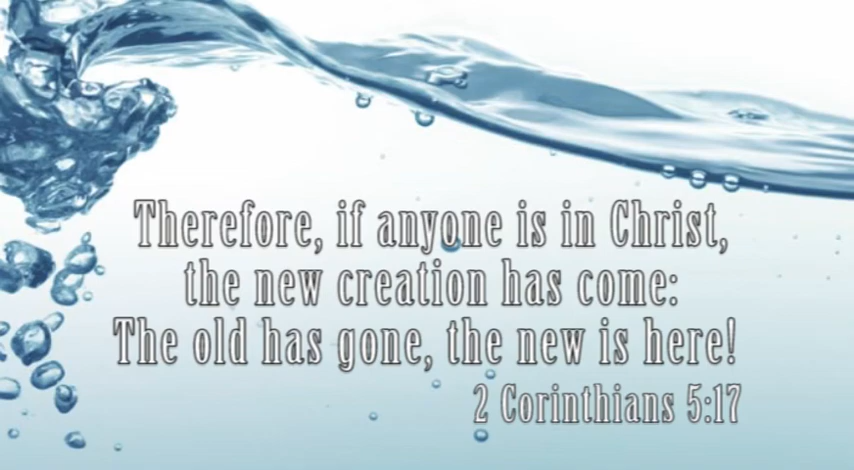 Therefore, if anyone is in Christ,
the new creation has come:
The old has gone, the new is here!
2 Corinthians 5:17